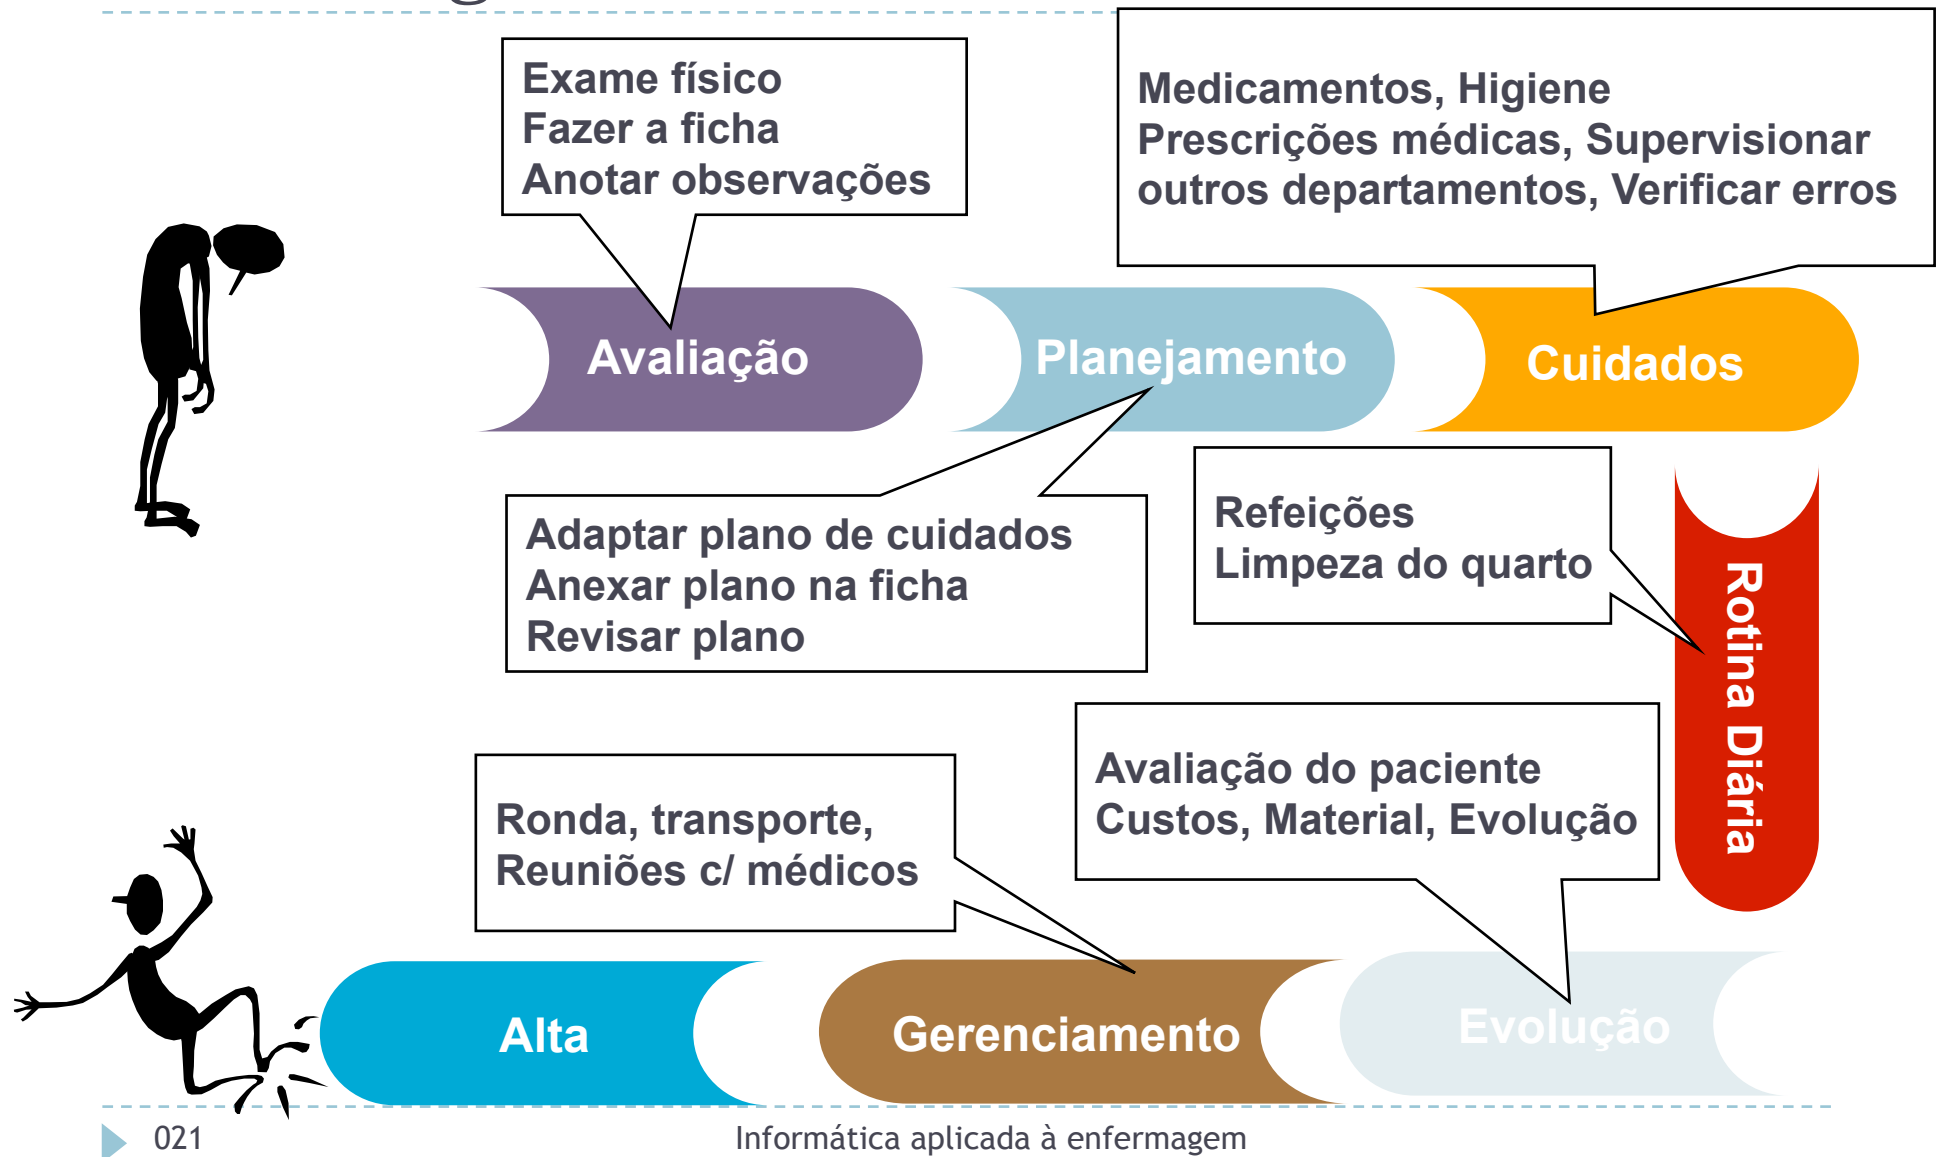 Exame físico
Fazer a ficha
Anotar observações
Medicamentos, Higiene
Prescrições médicas, Supervisionar
outros departamentos, Verificar erros
Avaliação
Planejamento
Cuidados
Adaptar plano de cuidados
Anexar plano na ficha
Revisar plano
Refeições
Limpeza do quarto
Rotina Diária
Avaliação do paciente
Custos, Material, Evolução
Ronda, transporte,
Reuniões c/ médicos
Alta
Gerenciamento
Evolução
021
Informática aplicada à enfermagem